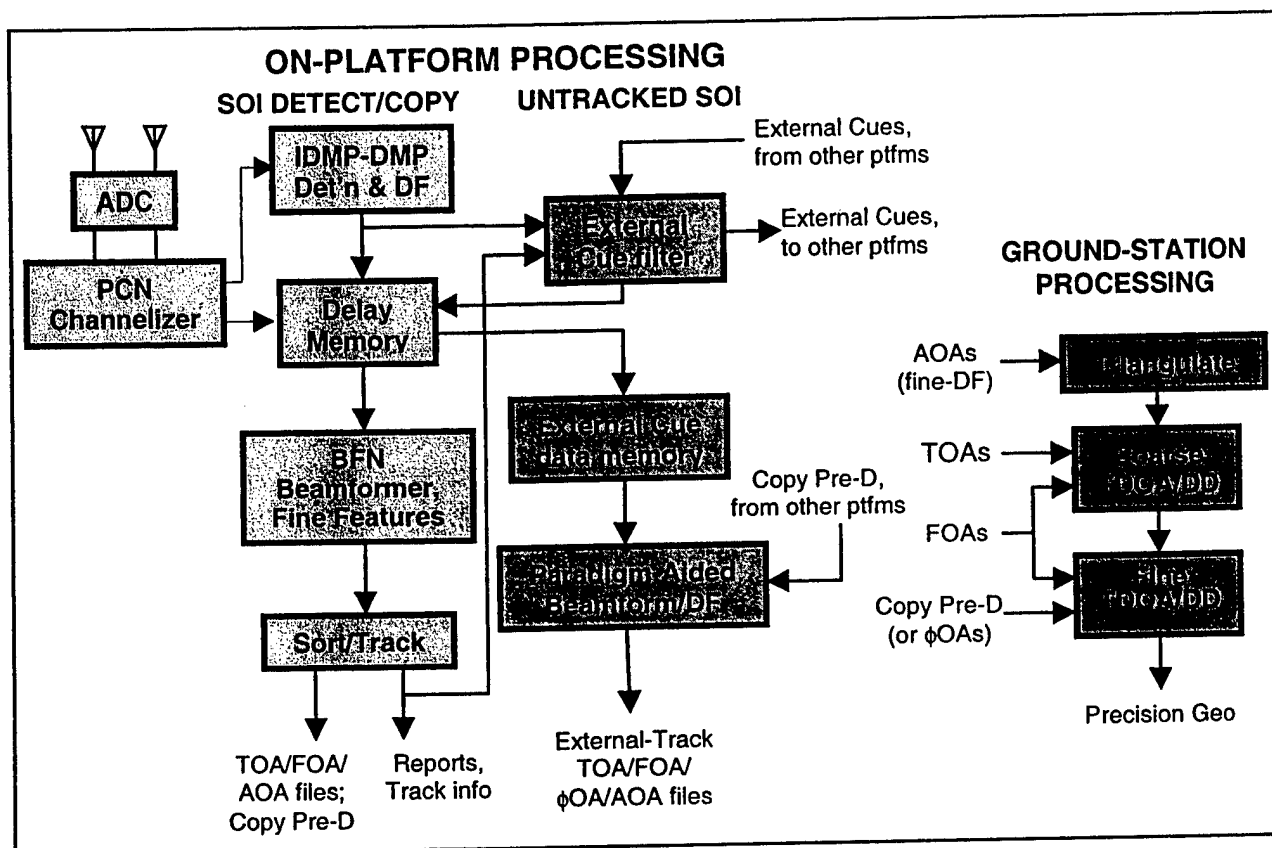 ON-PLATFORM PROCESSING
SOI DETECT/COPY
UNTRACKED SOI
ADC
PCN
Channelizer
IDMP-DMP
Det'n & DF
Delay
Memory
BFN
Beamformer,
Fine Features
Sort/Track
TOA/FOA/
AOA files;
Copy Pre-D
Reports,
Track info
External Cues,
from other ptfms
External
Cue filter
External Cues,
to other ptfms
External Cue
data memory
Copy Pre-D,
from other ptfms
Paradigm-Aided
Beamform/DF
External-Track
TOA/FOA/
ϕOA/AOA files
GROUND-STATION
PROCESSING
AOAs
(fine-DF)
Triangulate
TOAs
FOAs
Fine
Copy Pre-D
(or ϕOAs)
Precision Geo